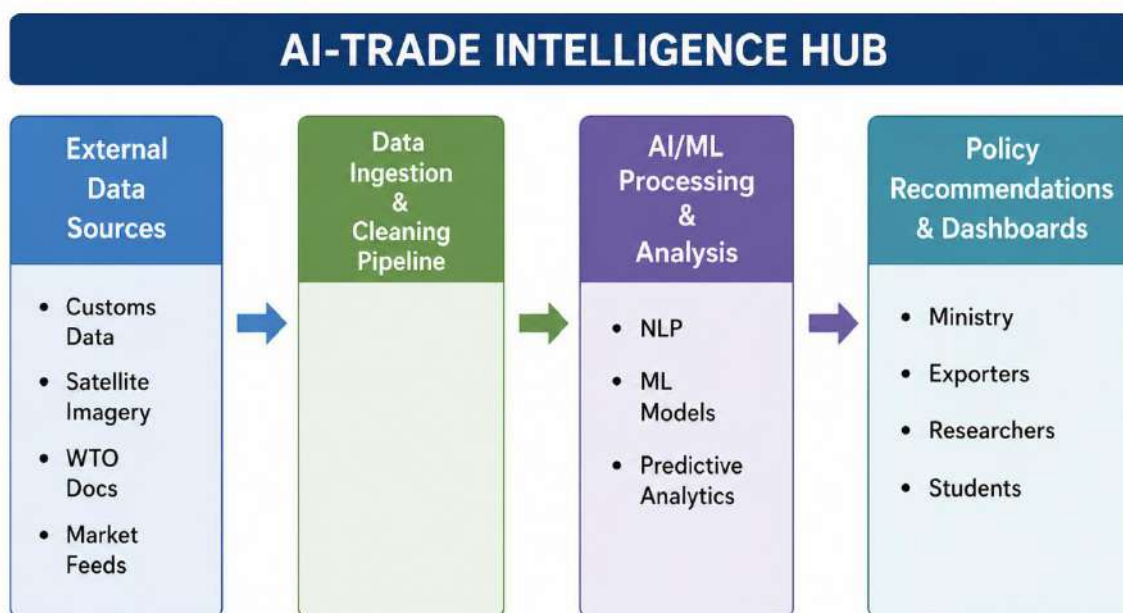 AI-TRADE INTELLIGENCE HUB
External
Data
Sources
• Customs
Data
• Satellite
Imagery
• WTO
Docs
• Market
Feeds
Data
Ingestion
&
Cleaning
Pipeline
AI/ML
Processing
&
Analysis
• NLP
• ML
Models
• Predictive
Analytics
Policy
Recommendations
& Dashboards
• Ministry
• Exporters
• Researchers
• Students